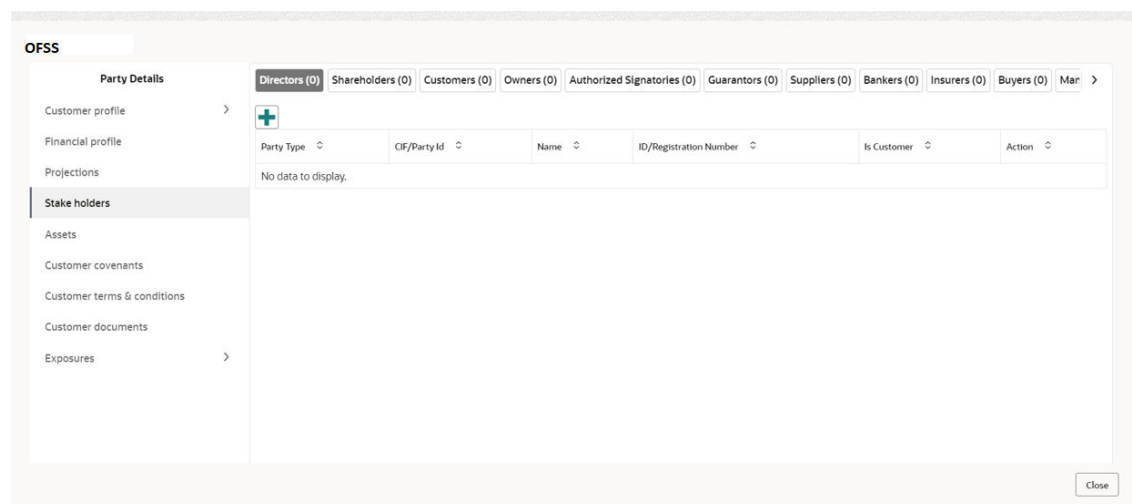 OFSS
Party Details
Customer profile
Financial profile
Projections
Stake holders
Assets
Customer covenants
Customer terms & conditions
Customer documents
Exposures
Directors (0) Shareholders (0) Customers (0) Owners (0) Authorized Signatories (0) Guarantors (0) Suppliers (0) Bankers (0) Insurers (0) Buyers (0) Mar
Party Type CIF/Party Id Name ID/Registration Number Is Customer Action
No data to display.
Close